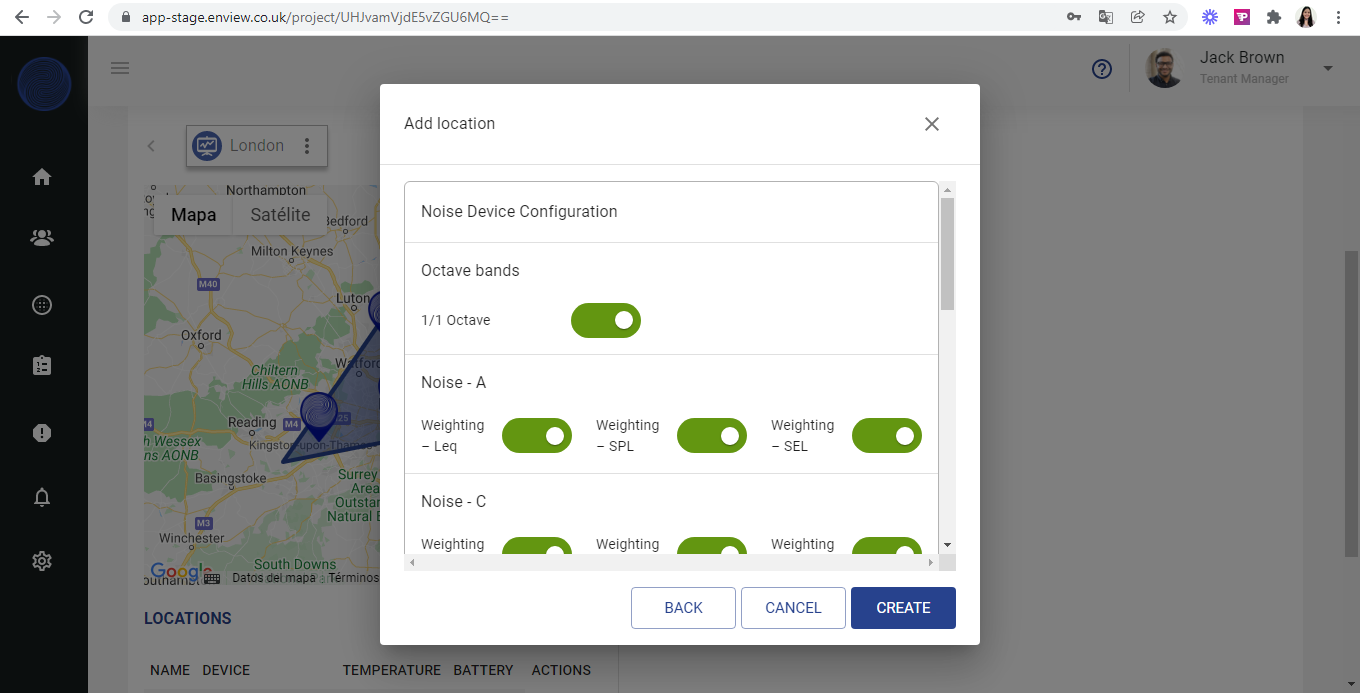 app-stage.enview.co.uk/project/UHJvamVjdE5vZGU6MQ==
Jack Brown
Tenant Manager
London
Add location
Northampton
Mapa
Satélite
Bedford
Milton Keynes
M40
Luton
Oxford
Watford
Chiltern
Hills AONB
Reading
M4
A25
M4
h Wessex
ns AONB
Kingston-upon-Thames
Basingstoke
Surrey
Area
Outstan
Natural B
M3
Winchester
South Downs
Google
outhampt
Datos del mapa
Términos
Noise Device Configuration
Octave bands
1/1 Octave
Noise - A
Weighting – Leq
Weighting – SPL
Weighting – SEL
Noise - C
Weighting
Weighting
Weighting
BACK
CANCEL
CREATE
LOCATIONS
NAME DEVICE TEMPERATURE BATTERY ACTIONS